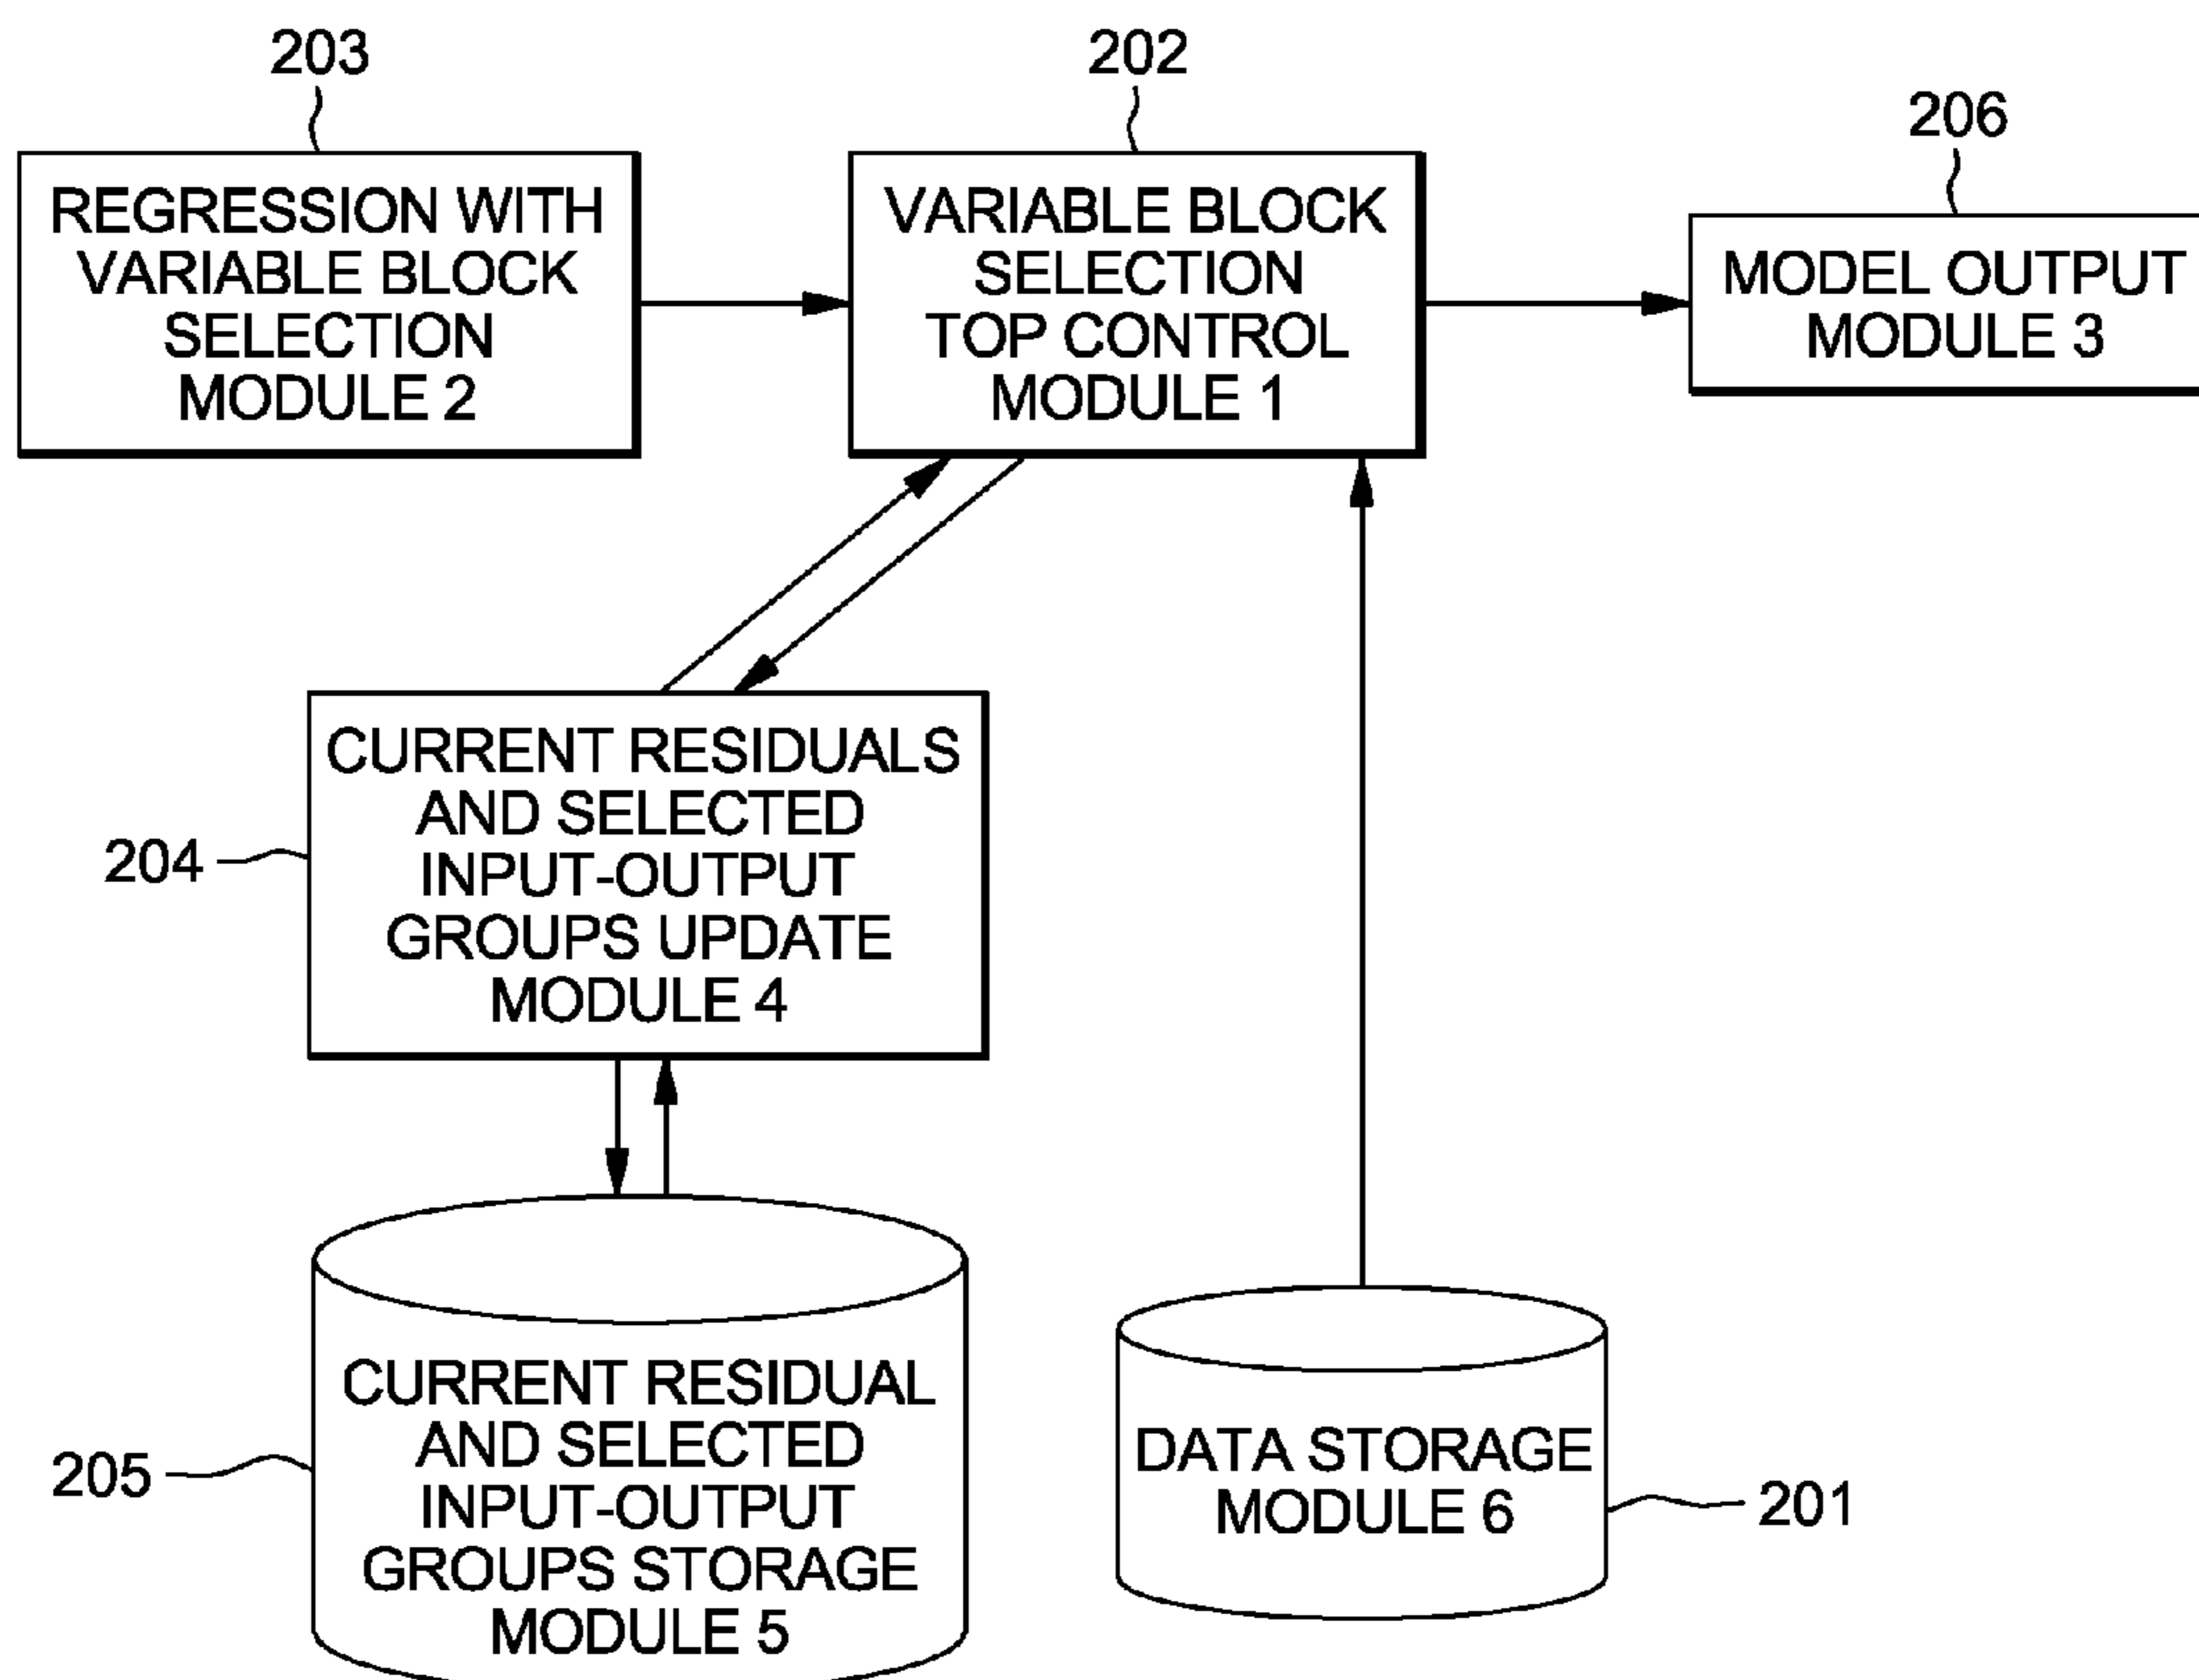 203
REGRESSION WITH
VARIABLE BLOCK
SELECTION
MODULE 2
202
VARIABLE BLOCK
SELECTION
TOP CONTROL
MODULE 1
206
MODEL OUTPUT
MODULE 3
204
CURRENT RESIDUALS
AND SELECTED
INPUT-OUTPUT
GROUPS UPDATE
MODULE 4
205
CURRENT RESIDUAL
AND SELECTED
INPUT-OUTPUT
GROUPS STORAGE
MODULE 5
DATA STORAGE
MODULE 6
201